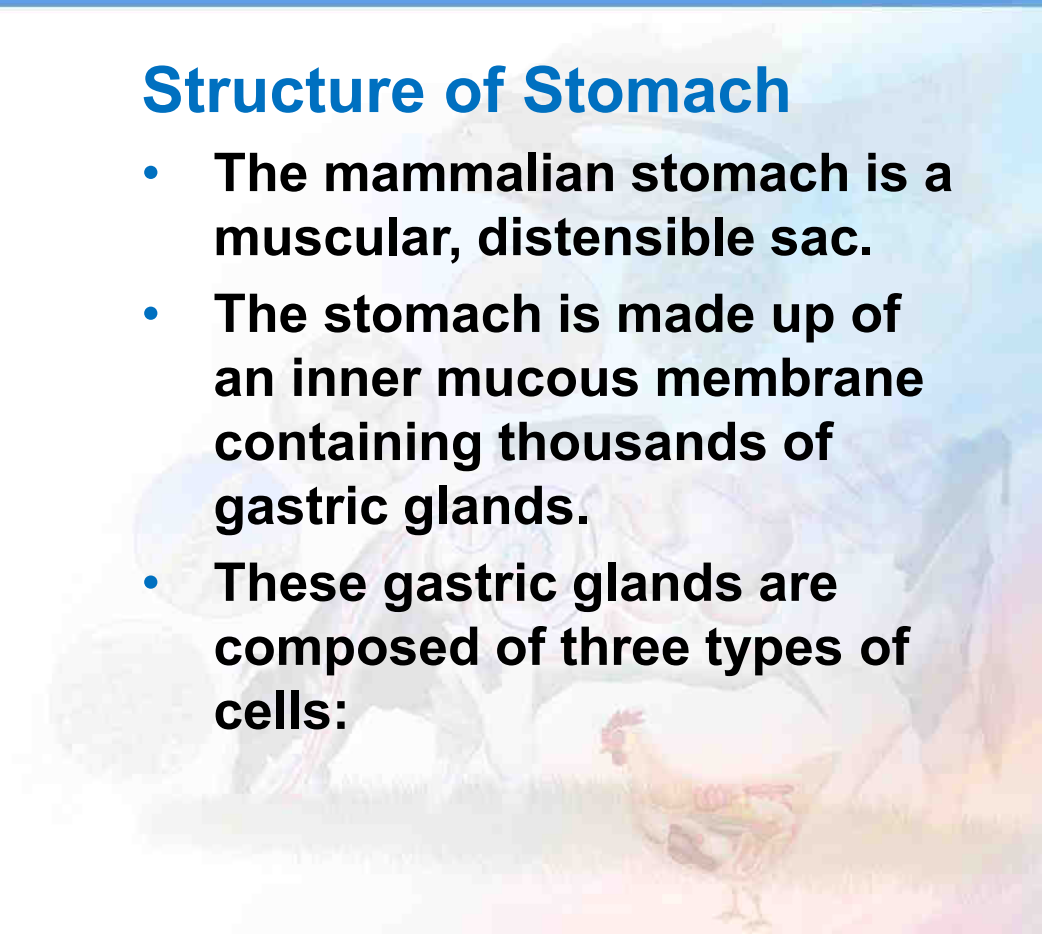 Structure of Stomach
• The mammalian stomach is a
muscular, distensible sac.
• The stomach is made up of
an inner mucous membrane
containing thousands of
gastric glands.
• These gastric glands are
composed of three types of
cells: